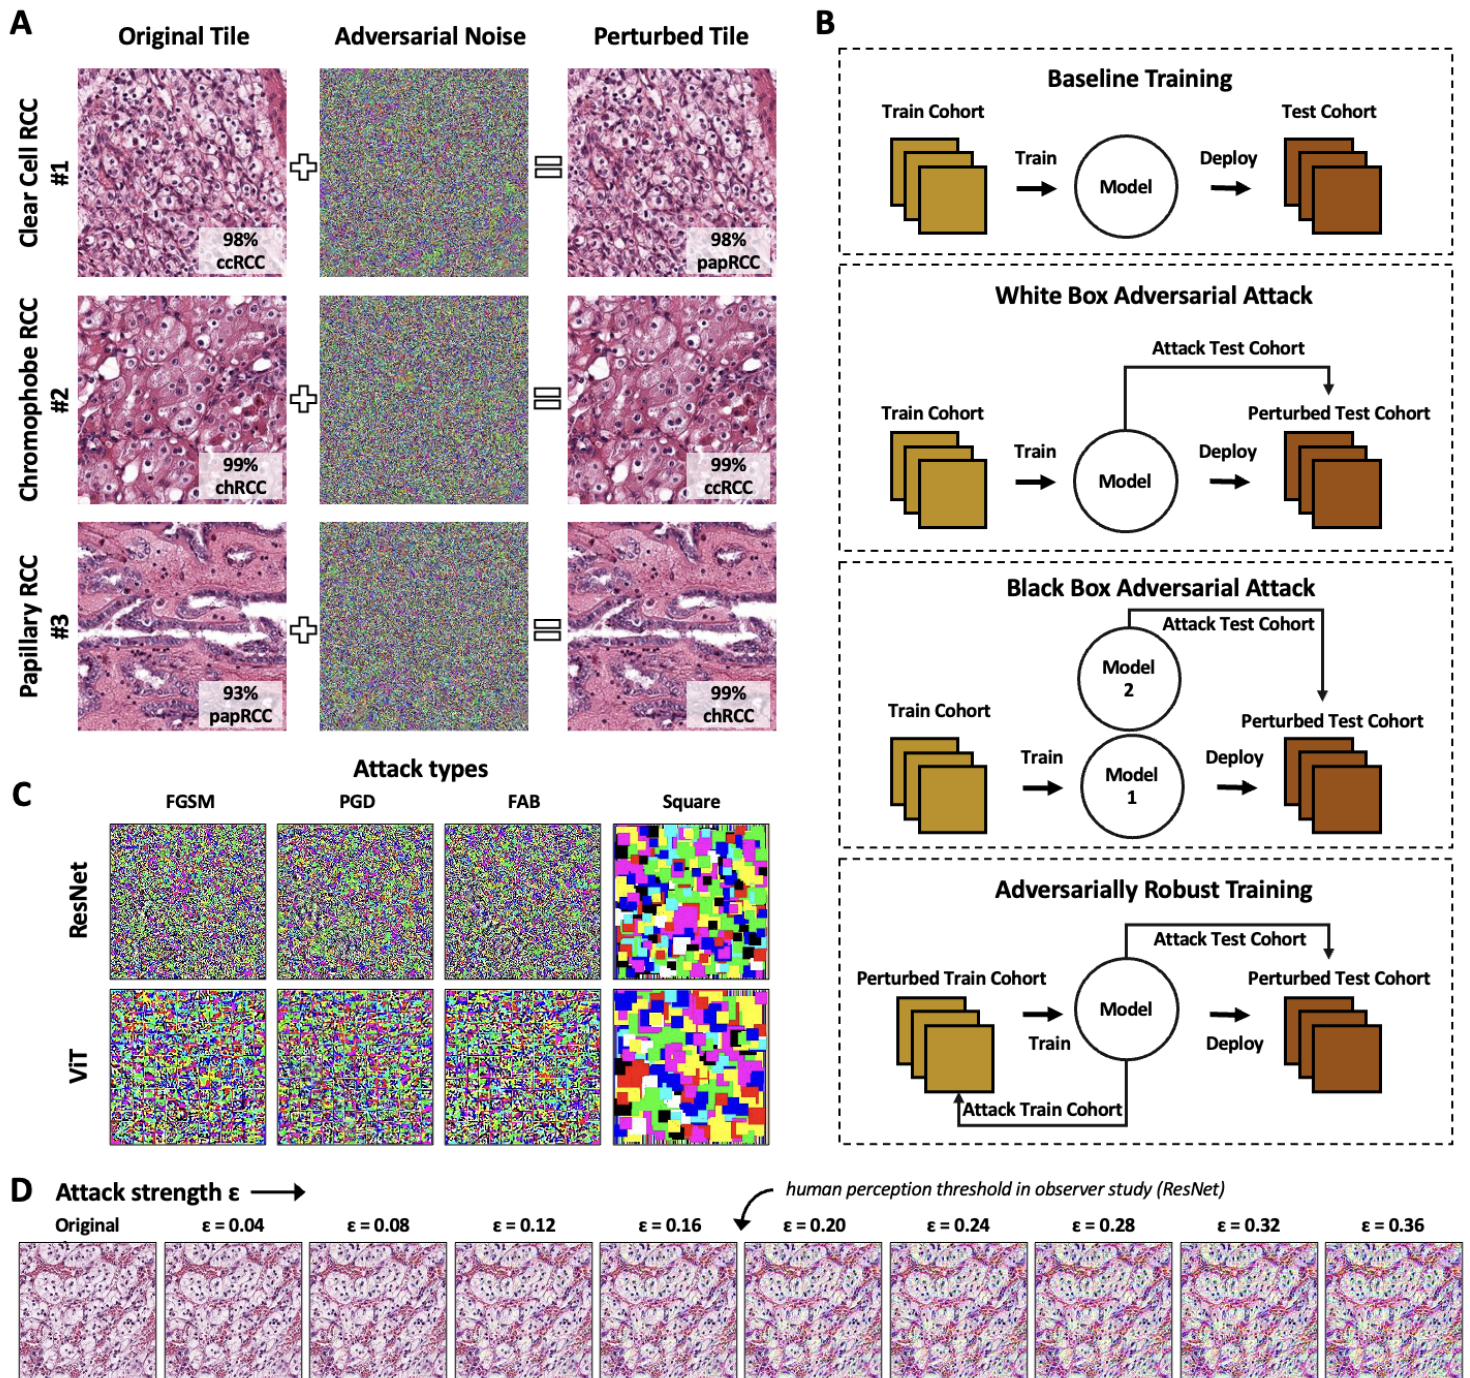 A
Original Tile
Adversarial Noise
Perturbed Tile
Clear Cell RCC
#1
98%
ccRCC
98%
papRCC
Chromophobe RCC
#2
99%
chRCC
99%
ccRCC
Papillary RCC
#3
93%
papRCC
99%
chRCC
B
Baseline Training
Train Cohort
Test Cohort
Train
Model
Deploy
White Box Adversarial Attack
Attack Test Cohort
Train Cohort
Perturbed Test Cohort
Train
Model
Deploy
Black Box Adversarial Attack
Attack Test Cohort
Model
2
Train Cohort
Perturbed Test Cohort
Train
Model
1
Deploy
Adversarially Robust Training
Attack Test Cohort
Perturbed Train Cohort
Perturbed Test Cohort
Model
Train
Deploy
Attack Train Cohort
C
Attack types
FGSM
PGD
FAB
Square
ResNet
ViT
D
Attack strength ε
human perception threshold in observer study (ResNet)
Original
ε = 0.04
ε = 0.08
ε = 0.12
ε = 0.16
ε = 0.20
ε = 0.24
ε = 0.28
ε = 0.32
ε = 0.36